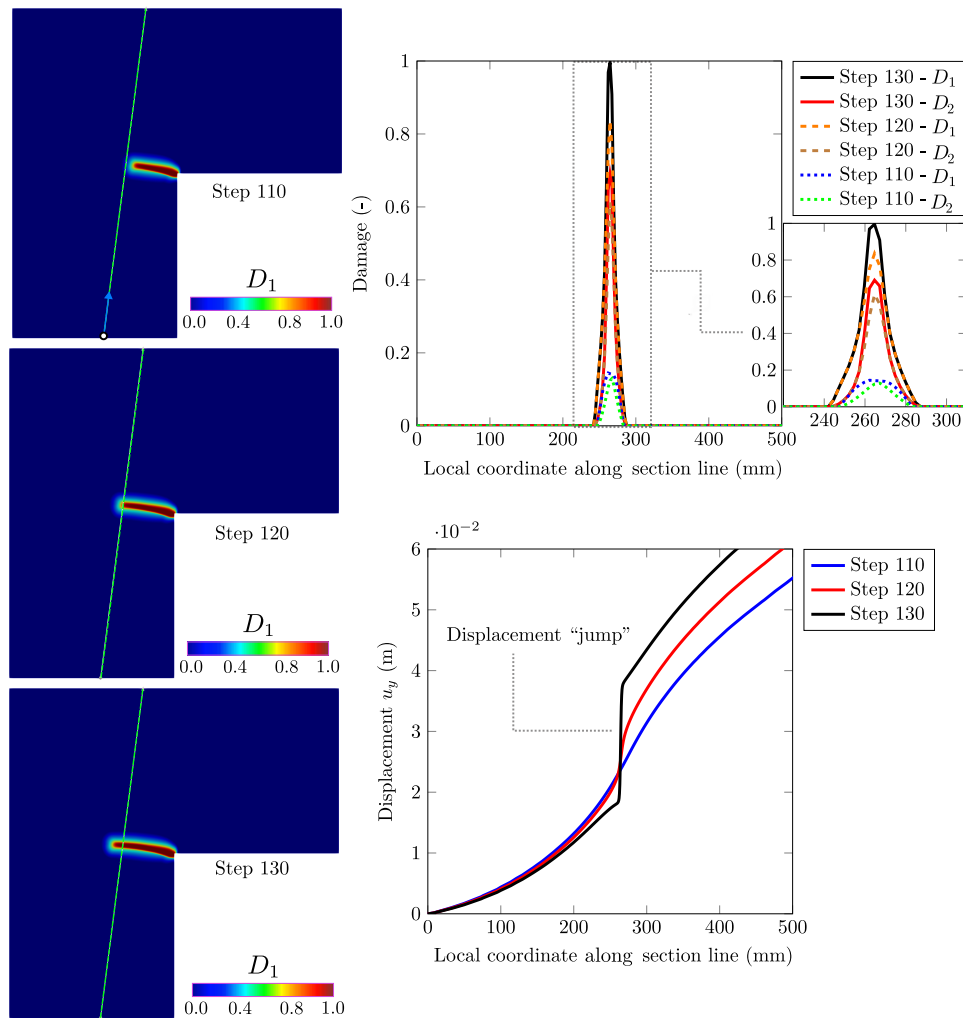 Step 110
D1
0.0 0.4 0.8 1.0
Step 120
D1
0.0 0.4 0.8 1.0
Step 130
D1
0.0 0.4 0.8 1.0
1
0.8
0.6
0.4
0.2
0
Damage (-)
0 100 200 300 400 500
Local coordinate along section line (mm)
Step 130 - D1
Step 130 - D2
Step 120 - D1
Step 120 - D2
Step 110 - D1
Step 110 - D2
1
0.8
0.6
0.4
0.2
0
240 260 280 300
·10−2
6
5
4
3
2
1
0
Displacement uy (m)
Displacement “jump”
0 100 200 300 400 500
Local coordinate along section line (mm)
Step 110
Step 120
Step 130